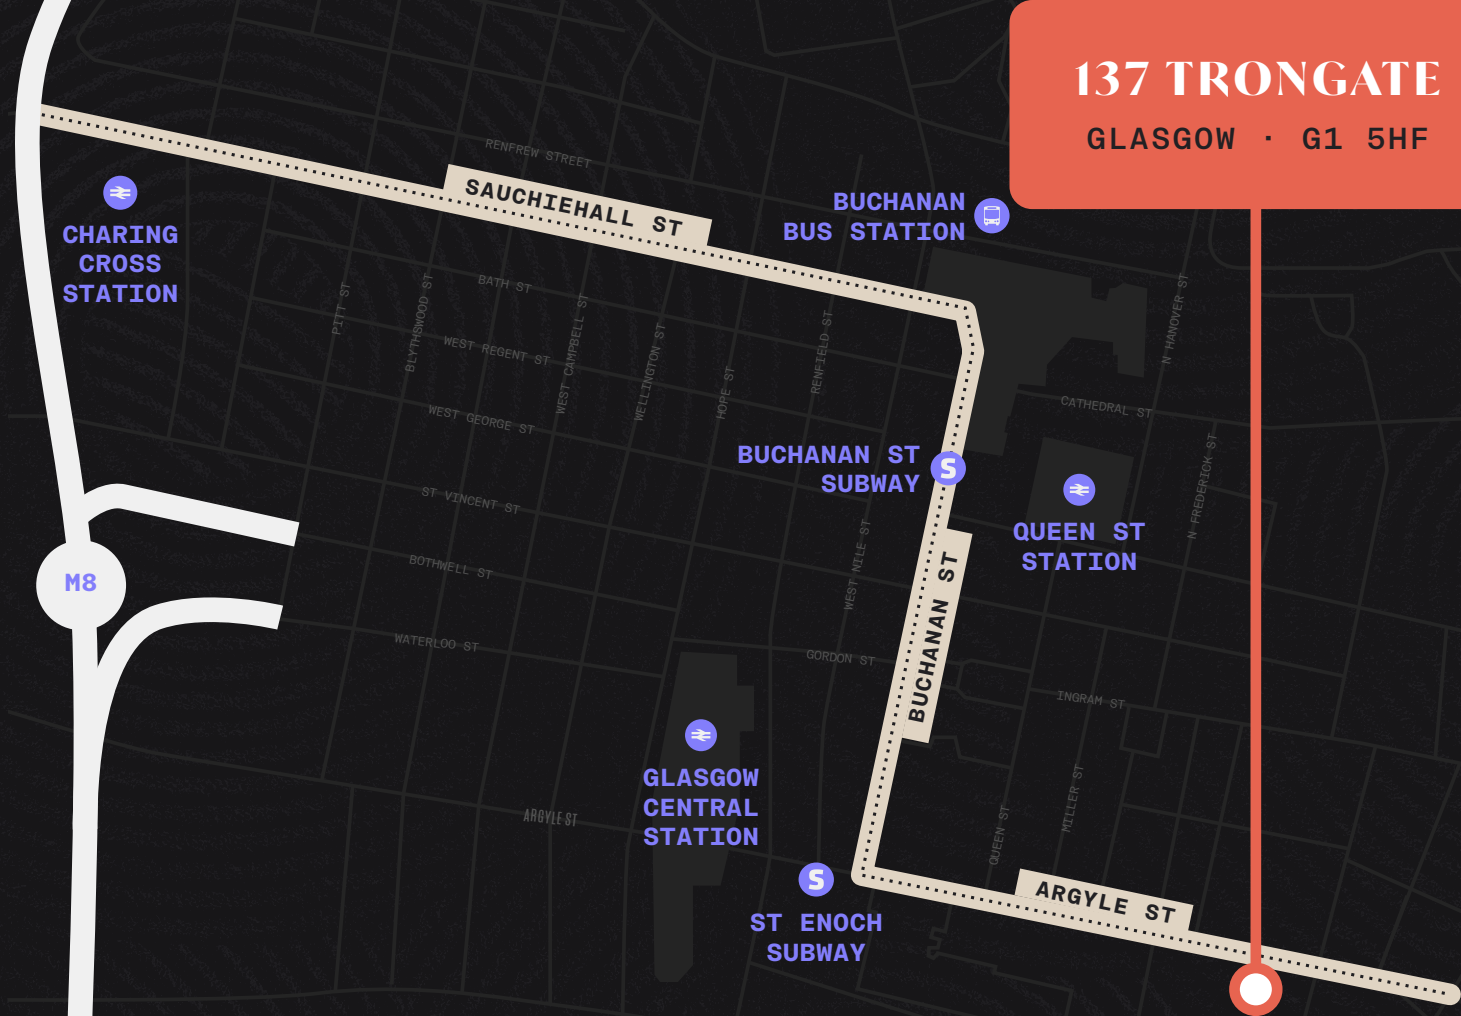 137 TRONGATE
GLASGOW · G1 5HF
RENFREW STREET
SAUCHIEHALL ST
BUCHANAN
BUS STATION
CHARING
CROSS
STATION
BATH ST
PITT ST
BLYTHSWOOD ST
WEST REGENT ST
WEST CAMPBELL ST
WELLINGTON ST
HOPE ST
RENFIELD ST
N HANOVER ST
CATHEDRAL ST
WEST GEORGE ST
BUCHANAN ST
SUBWAY
S
N FREDERICK ST
ST VINCENT ST
QUEEN ST
STATION
WEST NILE ST
BUCHANAN ST
M8
BOTHWELL ST
WATERLOO ST
GORDON ST
INGRAM ST
GLASGOW
CENTRAL
STATION
MILLER ST
QUEEN ST
ARGYLE ST
S
ST ENOCH
SUBWAY
ARGYLE ST